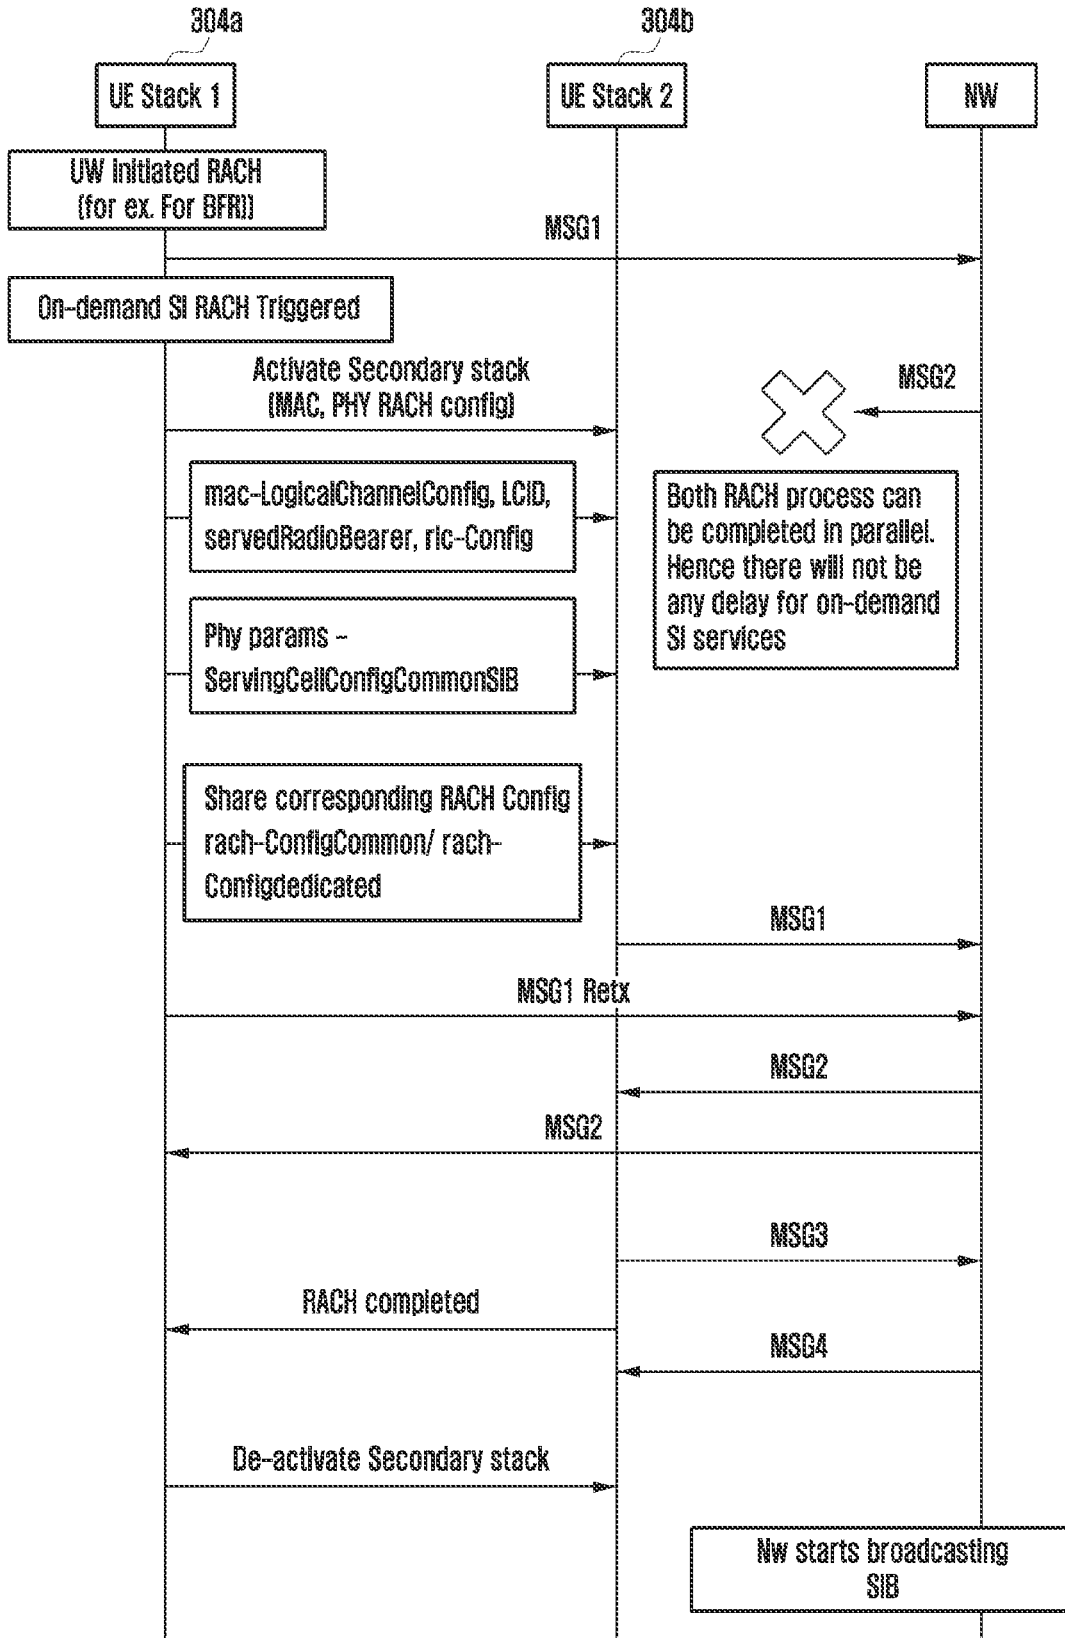 304a
304b
UE Stack 1
UE Stack 2
NW
UW initiated RACH
(for ex. For BFR))
MSG1
On-demand SI RACH Triggered
Activate Secondary stack
(MAC, PHY RACH config)
MSG2
mac-LogicalChannelConfig, LCID,
servedRadioBearer, rlc-Config
Both RACH process can
be completed in parallel.
Hence there will not be
any delay for on-demand
SI services
Phy params -
ServingCellConfigCommonSIB
Share corresponding RACH Config
rach-ConfigCommon/ rach-
Configdedicated
MSG1
MSG1 Retx
MSG2
MSG2
MSG3
RACH completed
MSG4
De-activate Secondary stack
Nw starts broadcasting
SIB